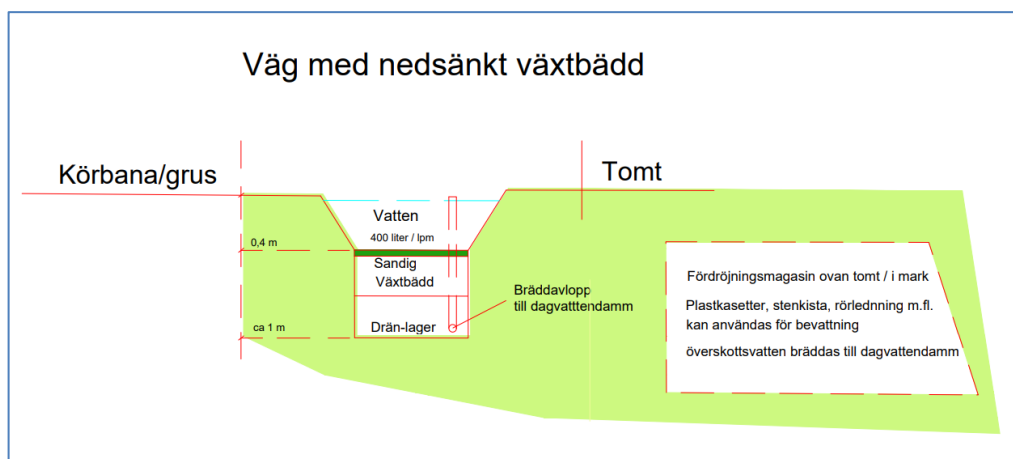 Väg med nedsänkt växtbädd
Körbana/grus
Tomt
Vatten
400 liter / lpm
0,4 m
Sandig
Växtbädd
Drän-lager
ca 1 m
Bräddavlopp
till dagvatttendamm
Fördröjningsmagasin ovan tomt / i mark
Plastkasetter, stenkista, rörlednning m.fl.
kan användas för bevattning
överskottsvatten bräddas till dagvattendamm